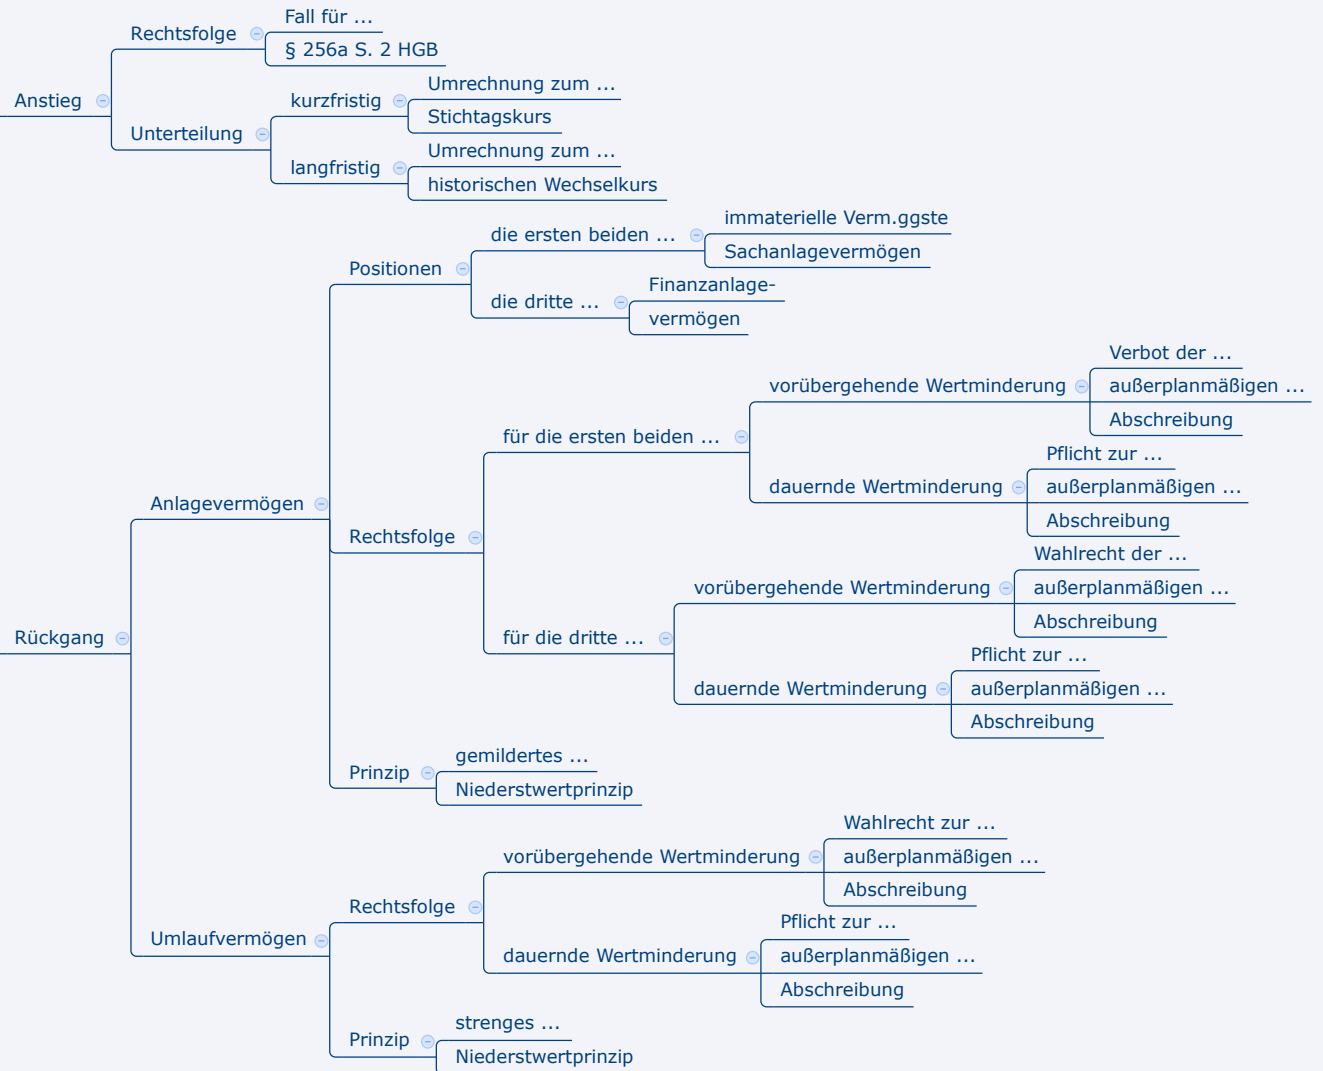 Fall für ...
Rechtsfolge
§ 256a S. 2 HGB
Umrechnung zum ...
Anstieg
kurzfristig
Stichtagskurs
Unterteilung
Umrechnung zum ...
langfristig
historischen Wechselkurs
immaterielle Verm.ggste
die ersten beiden ...
Sachanlagevermögen
Positionen
Finanzanlage-
die dritte ...
vermögen
Verbot der ...
vorübergehende Wertminderung
außerplanmäßigen ...
Abschreibung
für die ersten beiden ...
Pflicht zur ...
dauernde Wertminderung
außerplanmäßigen ...
Abschreibung
Anlagevermögen
Rechtsfolge
Wahlrecht der ...
vorübergehende Wertminderung
außerplanmäßigen ...
Abschreibung
Rückgang
für die dritte ...
Pflicht zur ...
dauernde Wertminderung
außerplanmäßigen ...
Abschreibung
gemildertes ...
Prinzip
Niederstwertprinzip
Wahlrecht zur ...
vorübergehende Wertminderung
außerplanmäßigen ...
Abschreibung
Rechtsfolge
Pflicht zur ...
Umlaufvermögen
dauernde Wertminderung
außerplanmäßigen ...
Abschreibung
strenges ...
Prinzip
Niederstwertprinzip